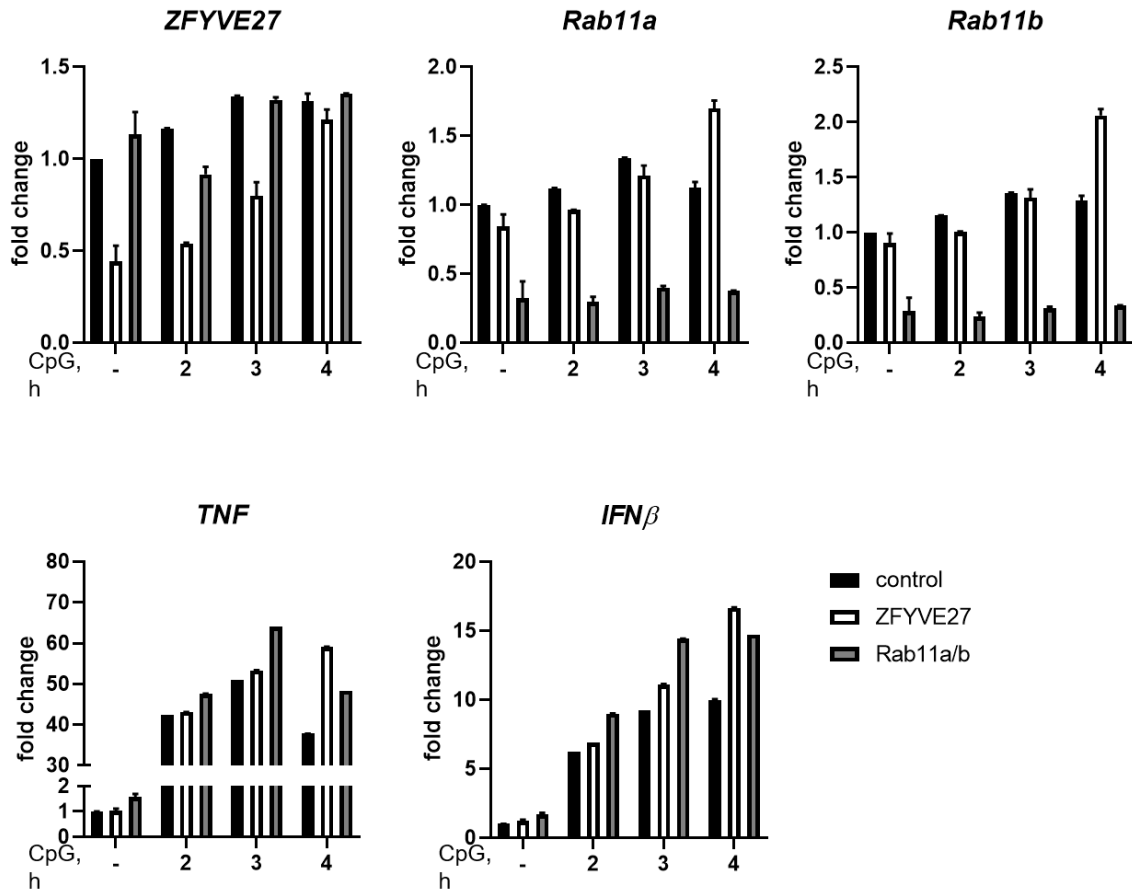 ZFYVE27
fold change
1.5
1.0
0.5
0.0
CpG, h
- 2 3 4
Rab11a
fold change
2.0
1.5
1.0
0.5
0.0
CpG, h
- 2 3 4
Rab11b
fold change
2.5
2.0
1.5
1.0
0.5
0.0
CpG, h
- 2 3 4
TNF
fold change
80
70
60
50
40
30
2
1
0
CpG, h
- 2 3 4
IFNβ
fold change
20
15
10
5
0
CpG, h
- 2 3 4
control
ZFYVE27
Rab11a/b